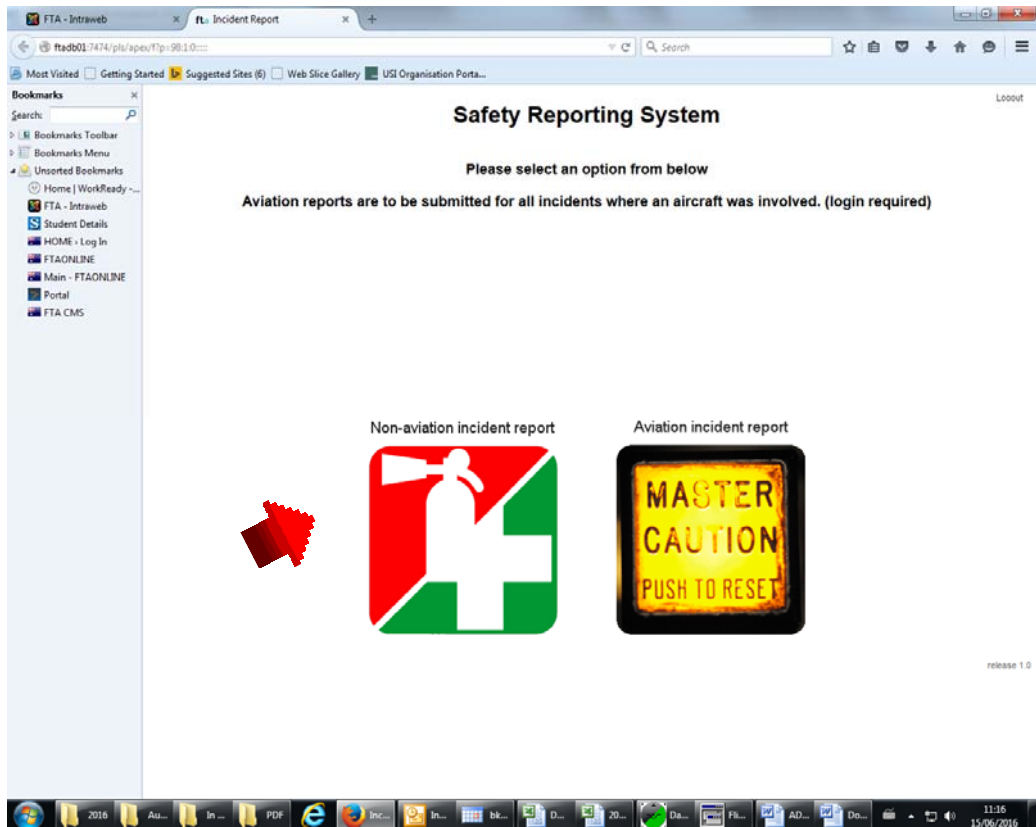 FTA - Intraweb
ft. Incident Report
ftadb01:7474/pls/apex/f?p=98:1:0:::::
Search
Most Visited Getting Started Suggested Sites (6) Web Slice Gallery USI Organisation Porta...
Bookmarks
Search:
Bookmarks Toolbar
Bookmarks Menu
Unsorted Bookmarks
Home | WorkReady -...
FTA - Intraweb
Student Details
HOME › Log In
FTAONLINE
Main - FTAONLINE
Portal
FTA CMS
Logout
Safety Reporting System
Please select an option from below
Aviation reports are to be submitted for all incidents where an aircraft was involved. (login required)
Non-aviation incident report
Aviation incident report
MASTER
CAUTION
PUSH TO RESET
release 1.0
2016 Au... In ... PDF Inc... In... bk... D... 20... Da... Fli... AD... Do...
11:16
15/06/2016